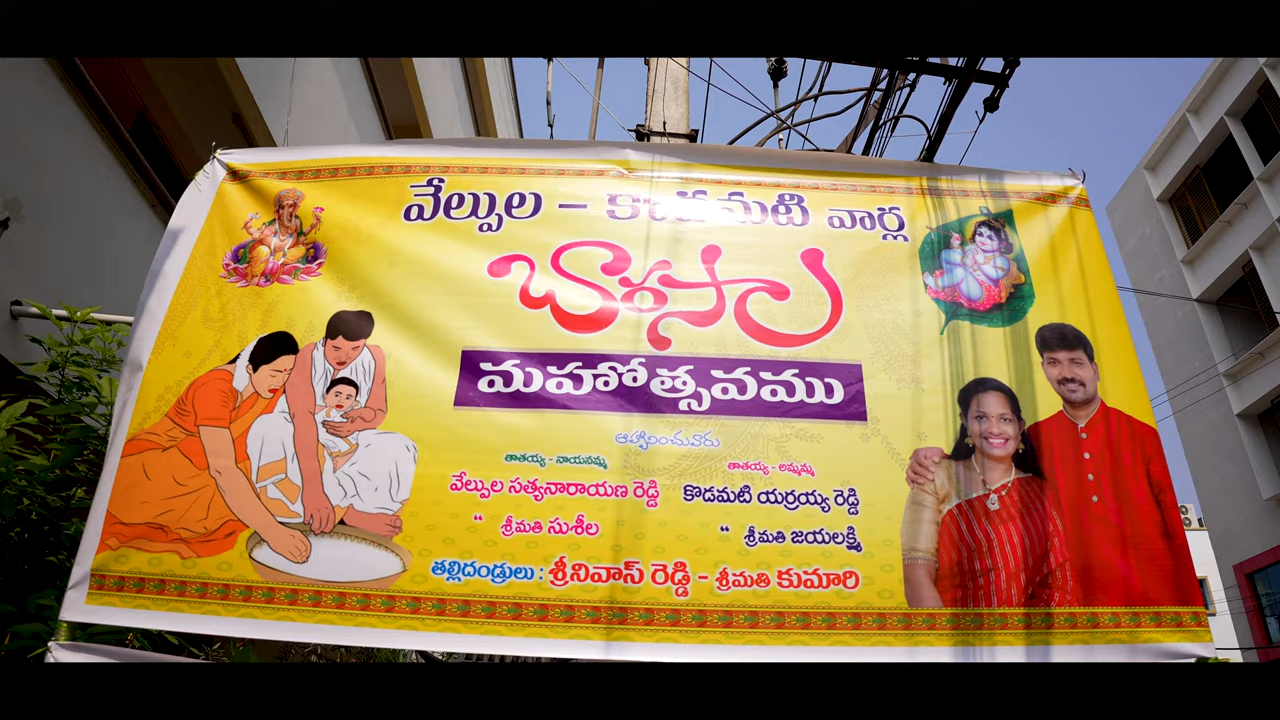 వేల్పుల – కొడమటి వార్ల
బారసాల
మహోత్సవము
ఆహ్వానించువారు
తాతయ్య - నాయనమ్మ
తాతయ్య - అమ్మమ్మ
వేల్పుల సత్యనారాయణ రెడ్డి
కొడమటి యర్రయ్య రెడ్డి
“ శ్రీమతి సుశీల
“ శ్రీమతి జయలక్ష్మి
తల్లిదండ్రులు : శ్రీనివాస్ రెడ్డి - శ్రీమతి కుమారి